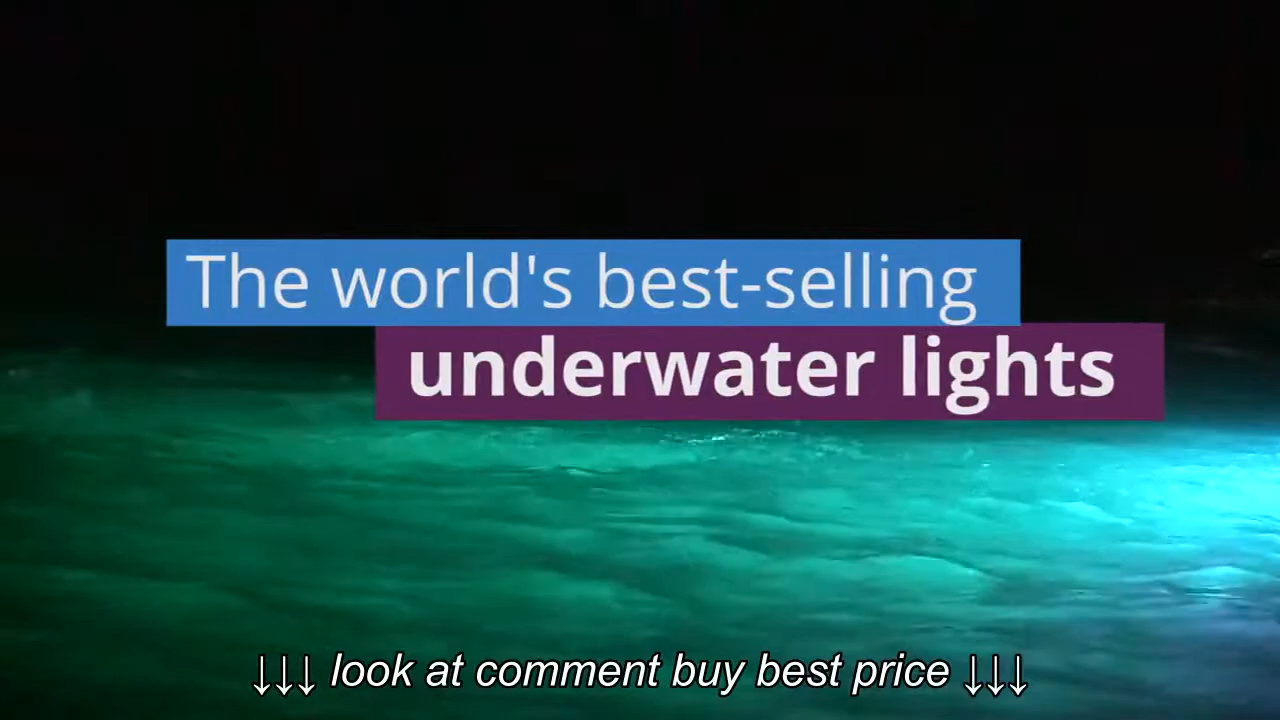 The world's best-selling
underwater lights
↓↓↓ look at comment buy best price ↓↓↓